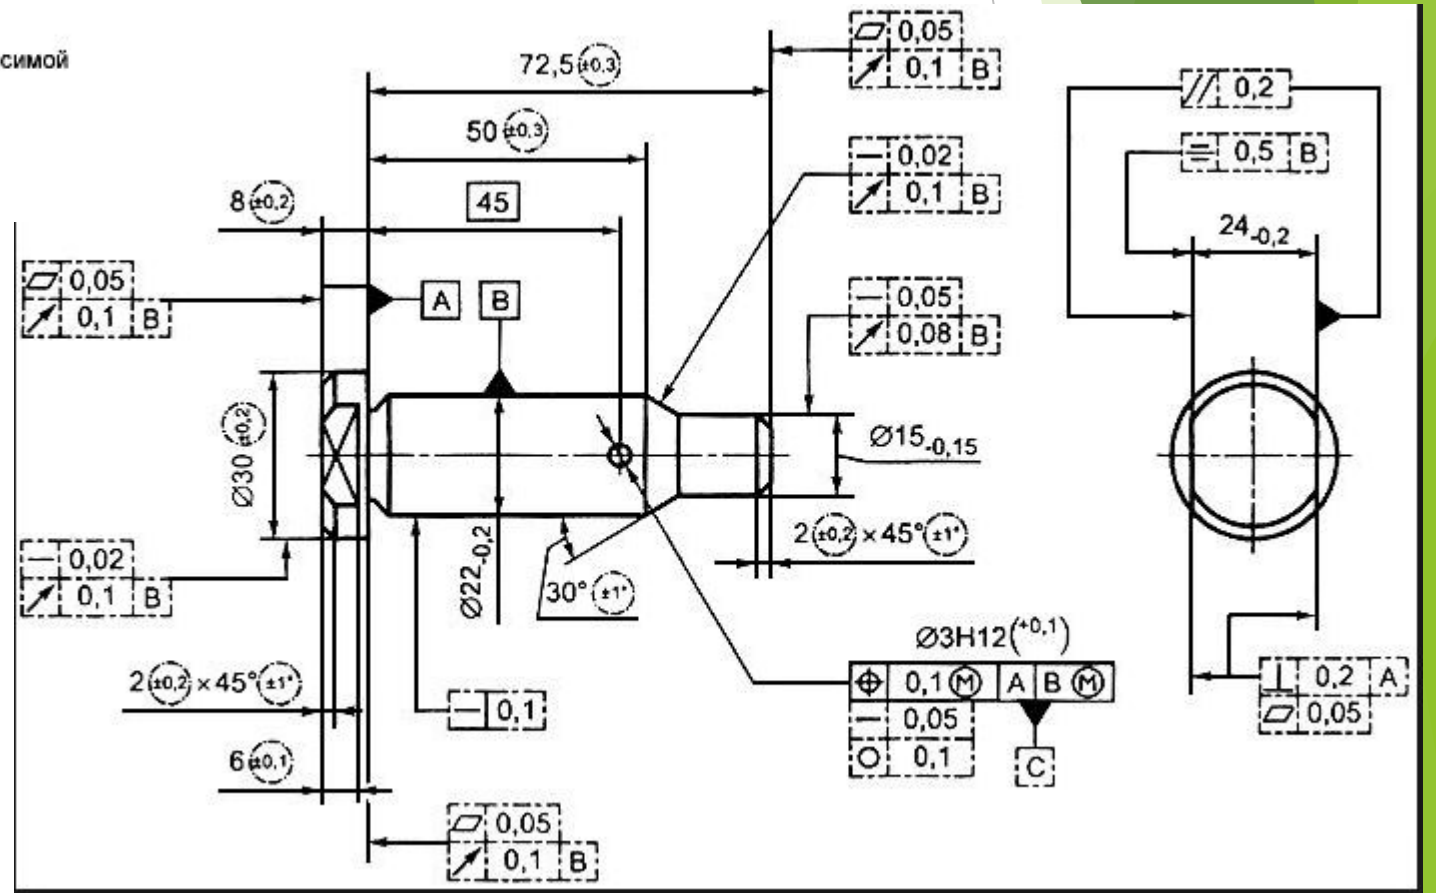 симой
72,5 ±0,3
50 ±0,3
8 ±0,2
45
⏥ 0,05
↗ 0,1 B
— 0,02
↗ 0,1 B
— 0,05
↗ 0,08 B
// 0,2
⌯ 0,5 B
24-0,2
⏥ 0,05
↗ 0,1 B
A
B
Ø30 ±0,2
Ø22-0,2
Ø15-0,15
2 ±0,2 × 45° ±1°
30° ±1°
— 0,02
↗ 0,1 B
Ø3H12(+0,1)
⌖ 0,1 Ⓜ A B Ⓜ
— 0,05
○ 0,1
C
⊥ 0,2 A
⏥ 0,05
2 ±0,2 × 45° ±1°
— 0,1
6 ±0,1
⏥ 0,05
↗ 0,1 B